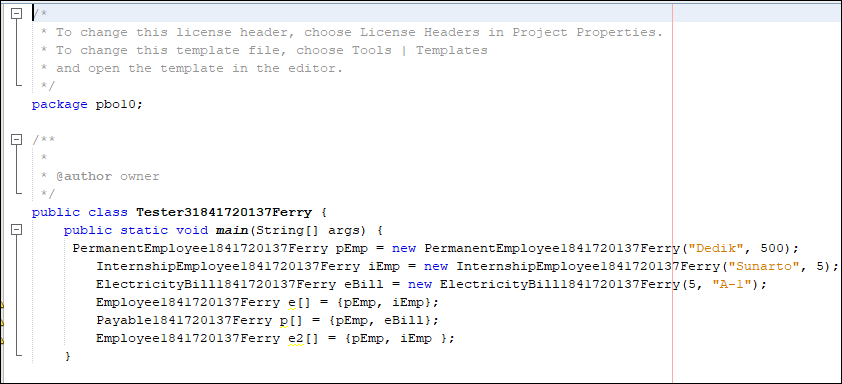 /*
 * To change this license header, choose License Headers in Project Properties.
 * To change this template file, choose Tools | Templates
 * and open the template in the editor.
 */
package pbo10;
/**
 *
 * @author owner
 */
public class Tester31841720137Ferry {
    public static void main(String[] args) {
     PermanentEmployee1841720137Ferry pEmp = new PermanentEmployee1841720137Ferry("Dedik", 500);
        InternshipEmployee1841720137Ferry iEmp = new InternshipEmployee1841720137Ferry("Sunarto", 5);
        ElectricityBill1841720137Ferry eBill = new ElectricityBill1841720137Ferry(5, "A-1");
        Employee1841720137Ferry e[] = {pEmp, iEmp};
        Payable1841720137Ferry p[] = {pEmp, eBill};
        Employee1841720137Ferry e2[] = {pEmp, iEmp };
    }